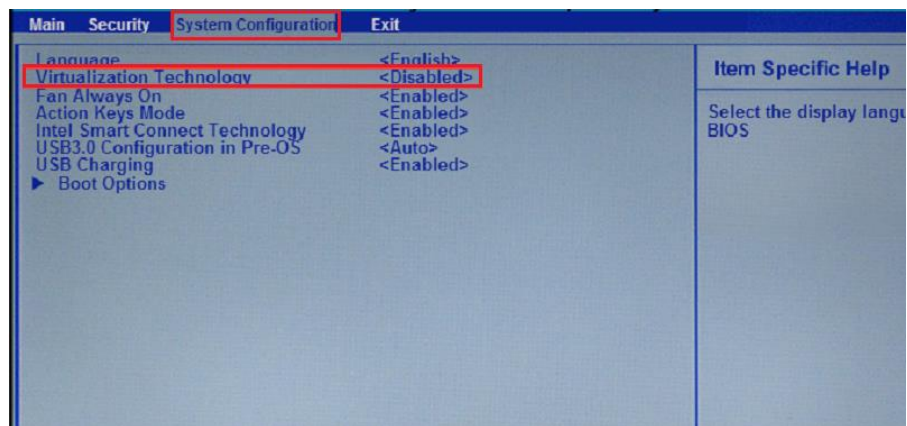 Main Security System Configuration Exit
Language <English>
Virtualization Technology <Disabled>
Fan Always On <Enabled>
Action Keys Mode <Enabled>
Intel Smart Connect Technology <Enabled>
USB3.0 Configuration in Pre-OS <Auto>
USB Charging <Enabled>
Boot Options
Item Specific Help
Select the display langu
BIOS